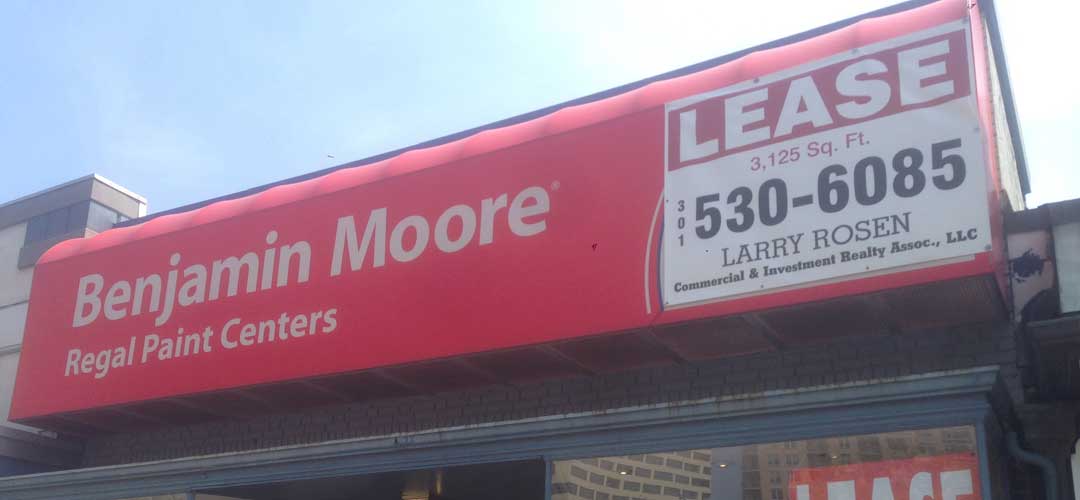 Benjamin Moore®
Regal Paint Centers
LEASE
3,125 Sq. Ft.
301 530-6085
LARRY ROSEN
Commercial & Investment Realty Assoc., LLC
LEASE